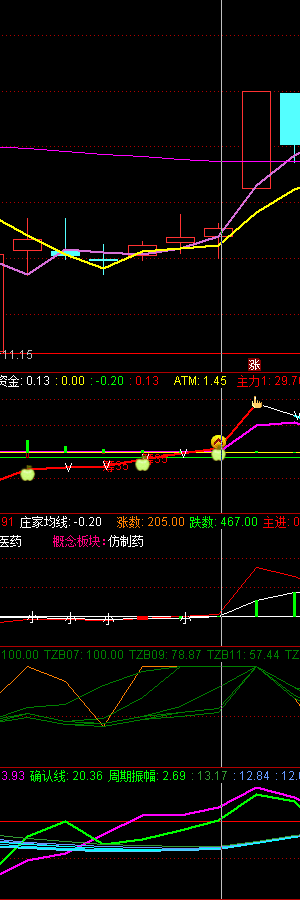 11.15
涨
资金: 0.13 : 0.00 : -0.20 : 0.13 ATM: 1.45 主力1: 29.7
91 庄家均线: -0.20 涨数: 205.00 跌数: 467.00 主进: 0
医药 概念板块: 仿制药
小 小 小 小
100.00 TZB07: 100.00 TZB09: 78.87 TZB11: 57.44 TZ
3.93 确认线: 20.36 周期振幅: 2.69 : 13.17 : 12.84 : 12.0